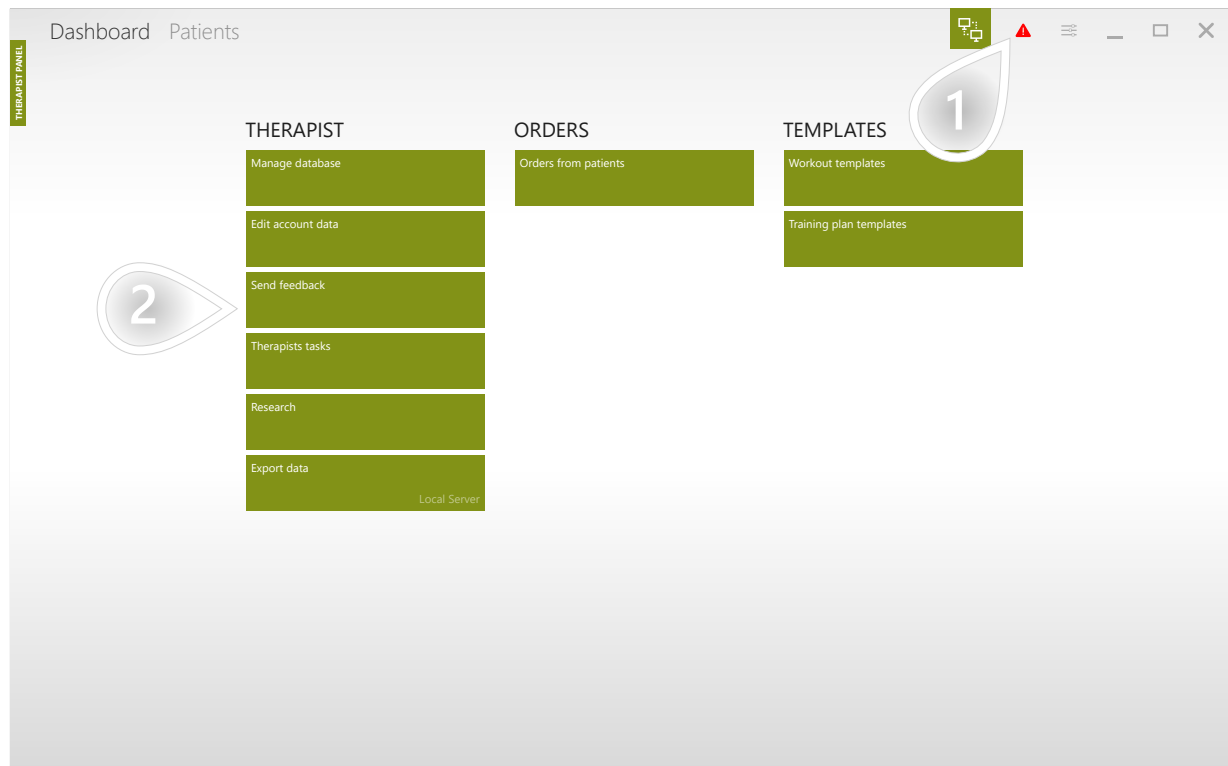 Dashboard Patients
THERAPIST PANEL
1
THERAPIST
Manage database
Edit account data
Send feedback
Therapists tasks
Research
Export data
Local Server
2
ORDERS
Orders from patients
TEMPLATES
Workout templates
Training plan templates